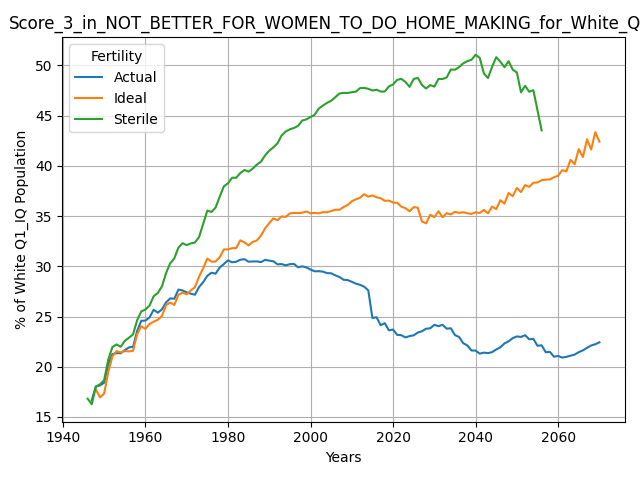 Score_3_in_NOT_BETTER_FOR_WOMEN_TO_DO_HOME_MAKING_for_White_Q
Fertility
Actual
Ideal
Sterile
% of White Q1_IQ Population
50
45
40
35
30
25
20
15
1940
1960
1980
2000
2020
2040
2060
Years